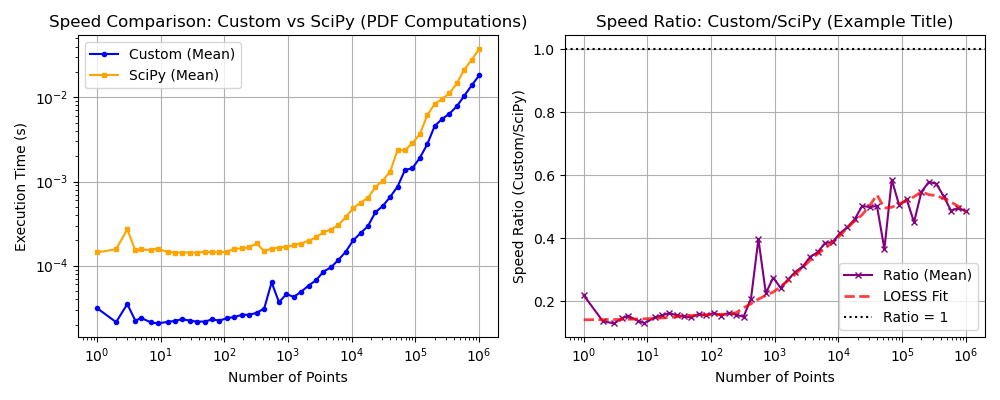 Speed Comparison: Custom vs SciPy (PDF Computations)
Custom (Mean)
SciPy (Mean)
Execution Time (s)
10⁻²
10⁻³
10⁻⁴
10⁰ 10¹ 10² 10³ 10⁴ 10⁵ 10⁶
Number of Points
Speed Ratio: Custom/SciPy (Example Title)
Speed Ratio (Custom/SciPy)
1.0
0.8
0.6
0.4
0.2
Ratio (Mean)
LOESS Fit
Ratio = 1
10⁰ 10¹ 10² 10³ 10⁴ 10⁵ 10⁶
Number of Points